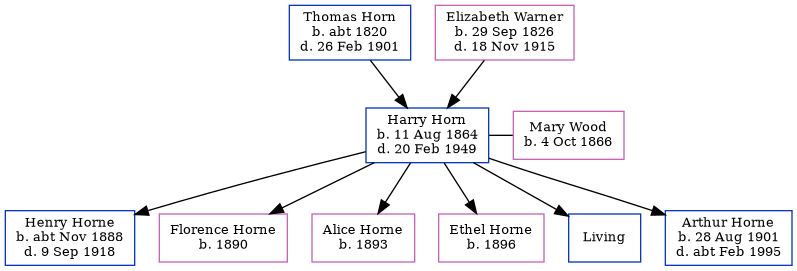 Thomas Horn
b. abt 1820
d. 26 Feb 1901
Elizabeth Warner
b. 29 Sep 1826
d. 18 Nov 1915
Harry Horn
b. 11 Aug 1864
d. 20 Feb 1949
Mary Wood
b. 4 Oct 1866
Henry Horne
b. abt Nov 1888
d. 9 Sep 1918
Florence Horne
b. 1890
Alice Horne
b. 1893
Ethel Horne
b. 1896
Living
Arthur Horne
b. 28 Aug 1901
d. abt Feb 1995